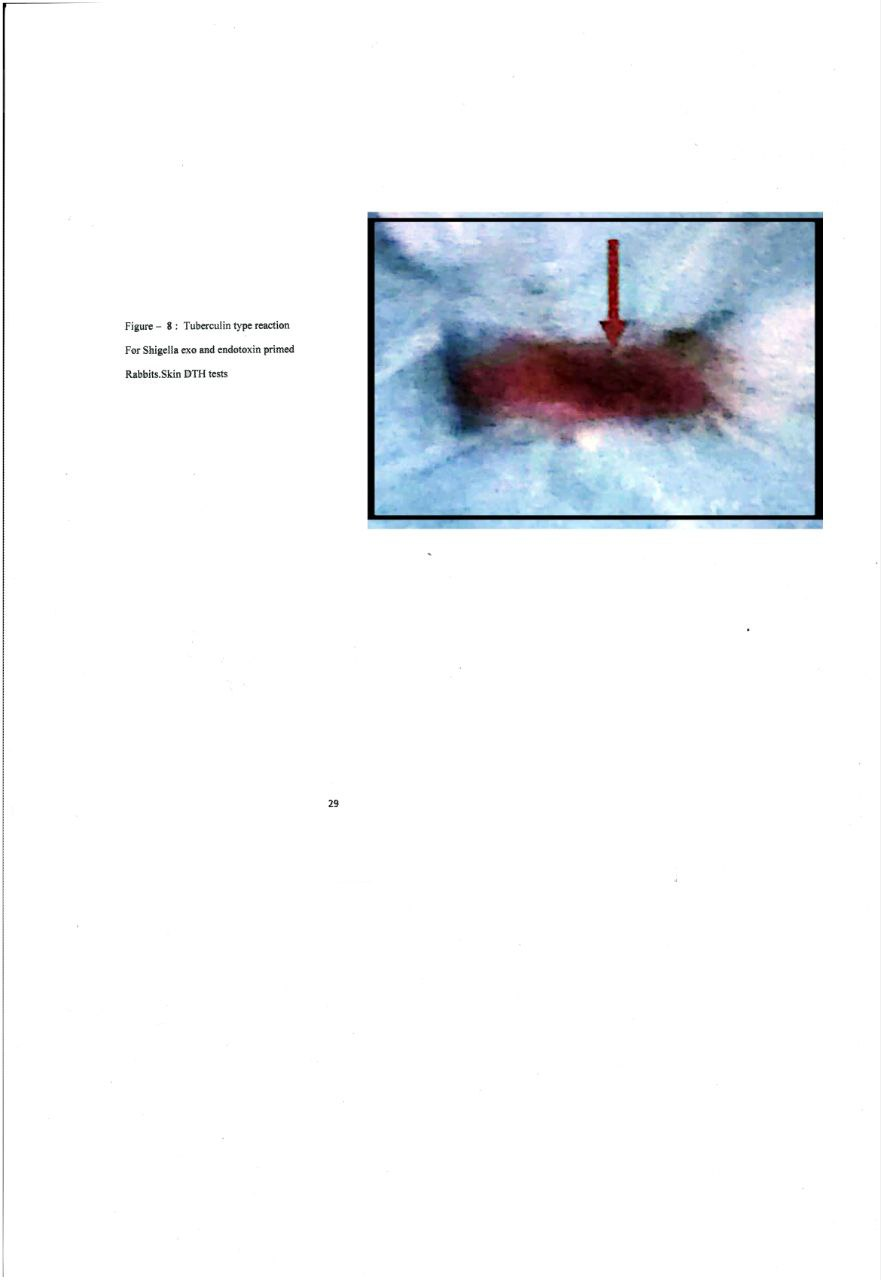 Figure – 8 : Tuberculin type reaction
For Shigella exo and endotoxin primed
Rabbits.Skin DTH tests
29